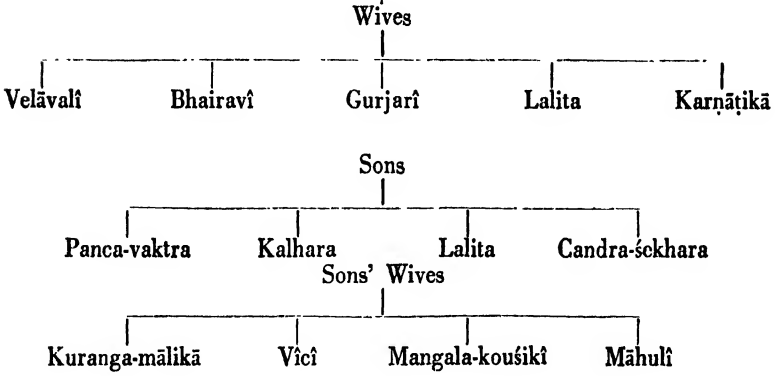 Wives
Velāvalî Bhairavî Gurjarî Lalita Karṇāṭikā
Sons
Panca-vaktra Kalhara Lalita Candra-śckhara
Sons' Wives
Kuranga-mālikā Vîcî Mangala-kouśikî Māhulî